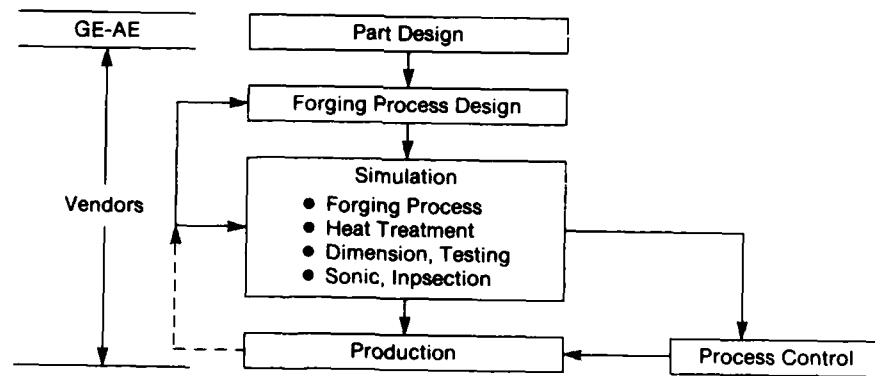 GE-AE
Part Design
Forging Process Design
Simulation
● Forging Process
● Heat Treatment
● Dimension, Testing
● Sonic, Inpsection
Vendors
Production
Process Control